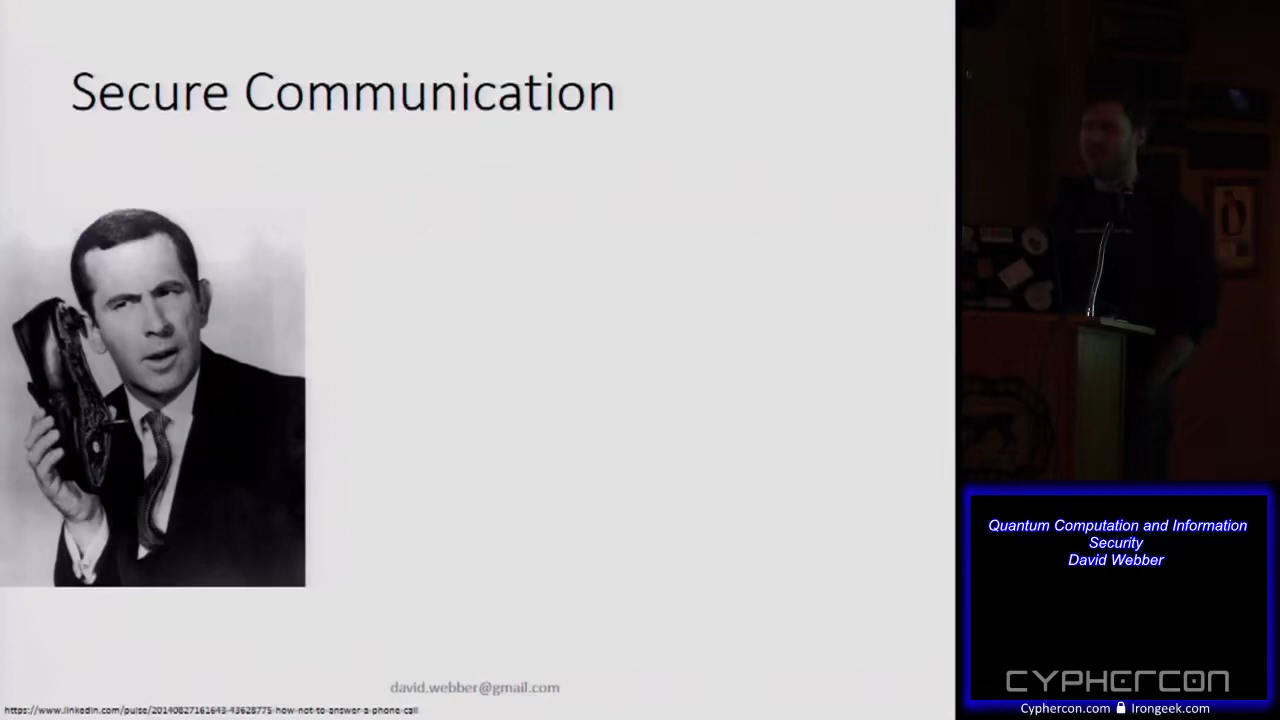 Secure Communication
david.webber@gmail.com
https://www.linkedin.com/pulse/20140827161643-43628775-how-not-to-answer-a-phone-call
Quantum Computation and Information
Security
David Webber
CYPHERCON
Cyphercon.com Irongeek.com